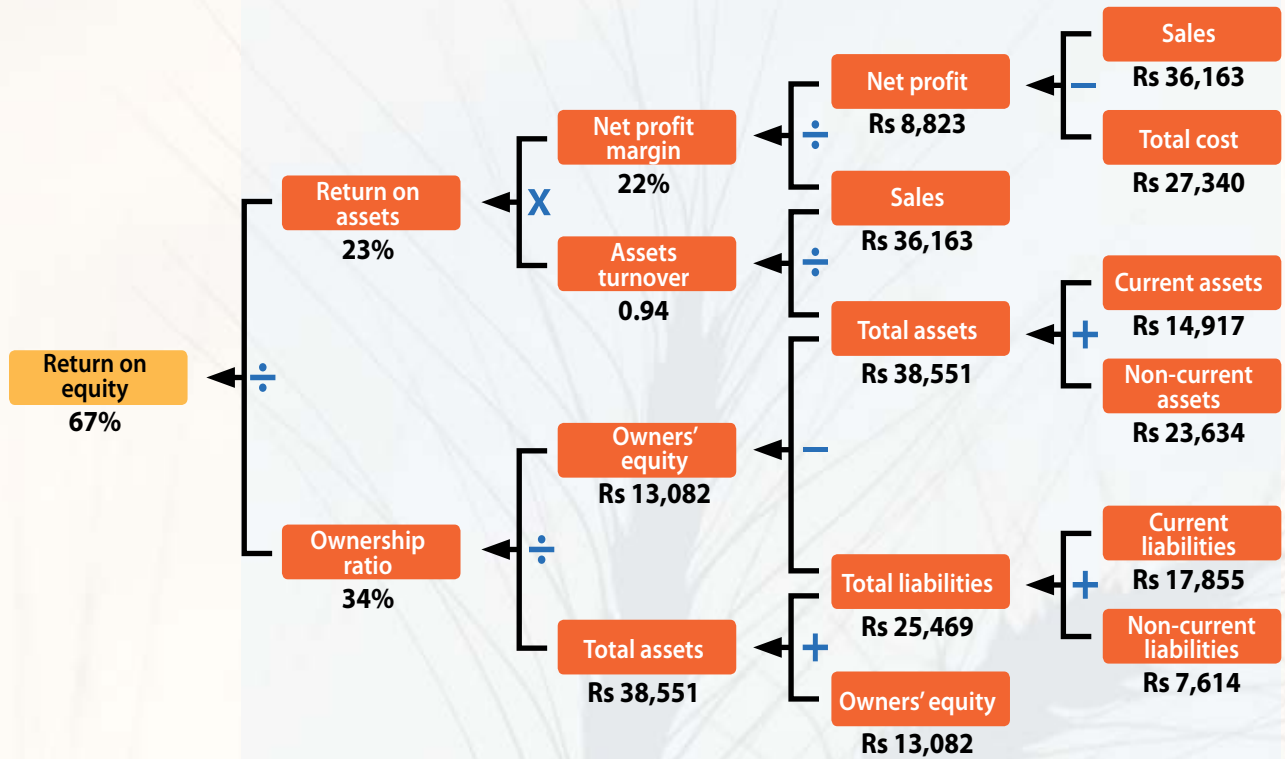 Sales
Rs 36,163
−
Total cost
Rs 27,340
Net profit
Rs 8,823
÷
Sales
Rs 36,163
Net profit
margin
22%
X
Assets
turnover
0.94
÷
Return on
assets
23%
Current assets
Rs 14,917
+
Non-current
assets
Rs 23,634
Total assets
Rs 38,551
Return on
equity
67%
÷
Owners’
equity
Rs 13,082
−
Ownership
ratio
34%
÷
Total assets
Rs 38,551
Total liabilities
Rs 25,469
+
Owners’ equity
Rs 13,082
Current
liabilities
Rs 17,855
+
Non-current
liabilities
Rs 7,614